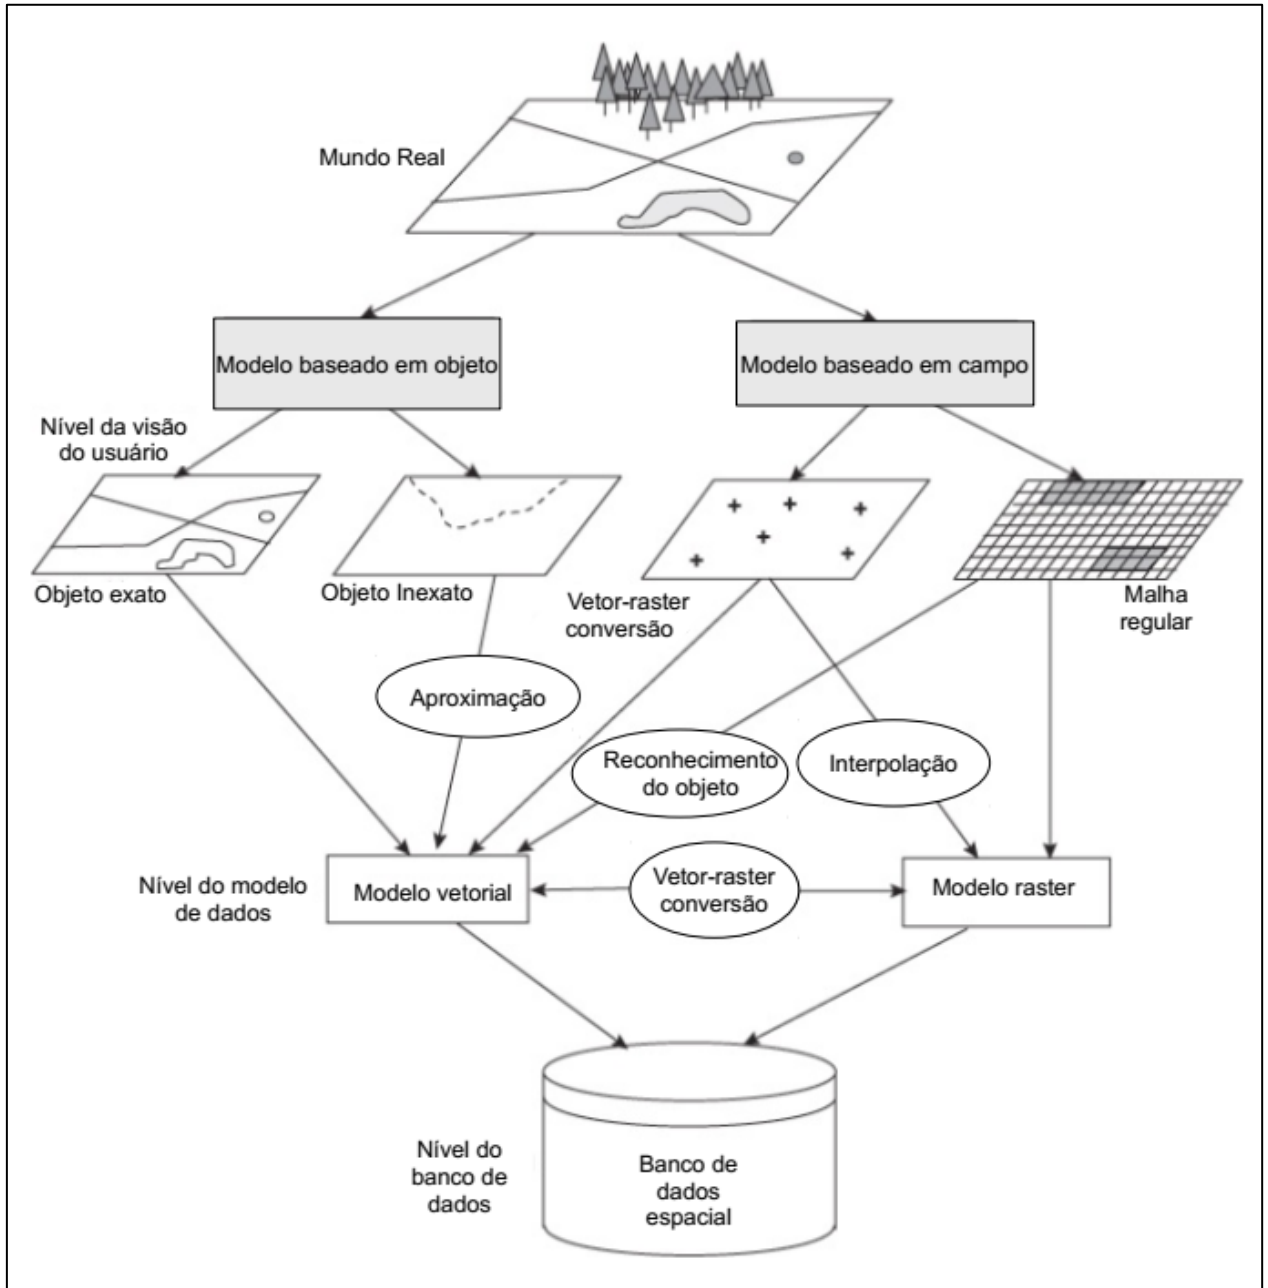 Mundo Real
Modelo baseado em objeto
Modelo baseado em campo
Nível da visão
do usuário
Objeto exato
Objeto Inexato
Vetor-raster
conversão
Malha
regular
Aproximação
Reconhecimento
do objeto
Interpolação
Nível do modelo
de dados
Modelo vetorial
Vetor-raster
conversão
Modelo raster
Nível do
banco de
dados
Banco de
dados
espacial